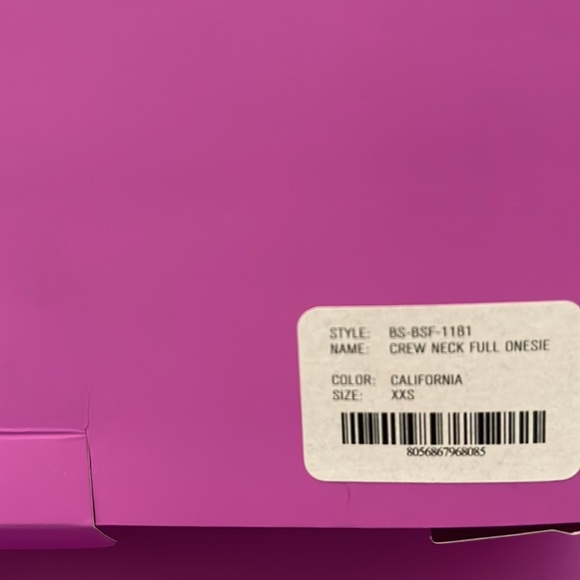 STYLE: BS-BSF-1181
NAME: CREW NECK FULL ONESIE
COLOR: CALIFORNIA
SIZE: XXS
8056867968085